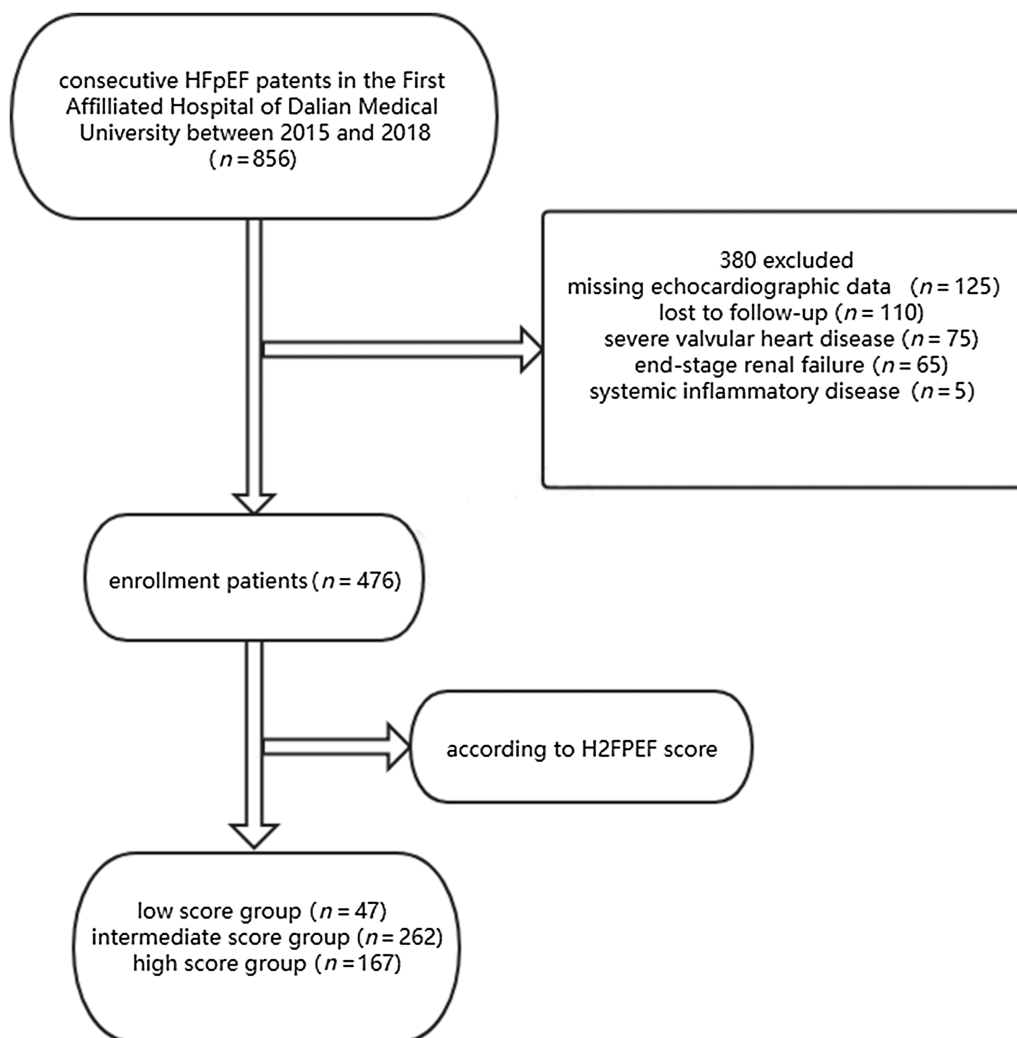 consecutive HFpEF patents in the First
Affilliated Hospital of Dalian Medical
University between 2015 and 2018
(n=856)
380 excluded
missing echocardiographic data (n=125)
lost to follow-up (n=110)
severe valvular heart disease (n=75)
end-stage renal failure (n=65)
systemic inflammatory disease (n=5)
enrollment patients(n=476)
according to H2FPEF score
low score group (n=47)
intermediate score group (n=262)
high score group (n=167)